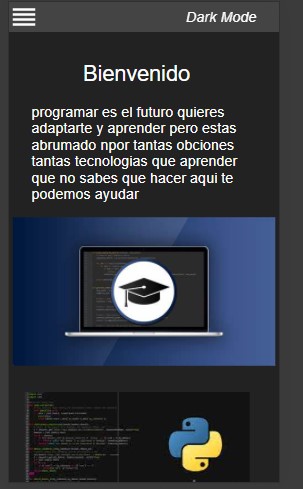 Dark Mode
Bienvenido
programar es el futuro quieres
adaptarte y aprender pero estas
abrumado npor tantas obciones
tantas tecnologias que aprender
que no sabes que hacer aqui te
podemos ayudar